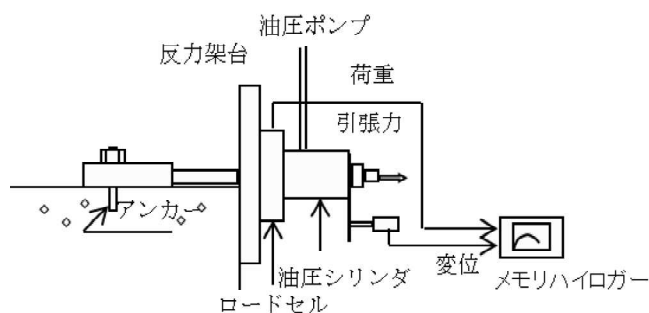 油圧ポンプ
反力架台
荷重
引張力
アンカー
油圧シリンダ
変位
メモリハイロガー
ロードセル